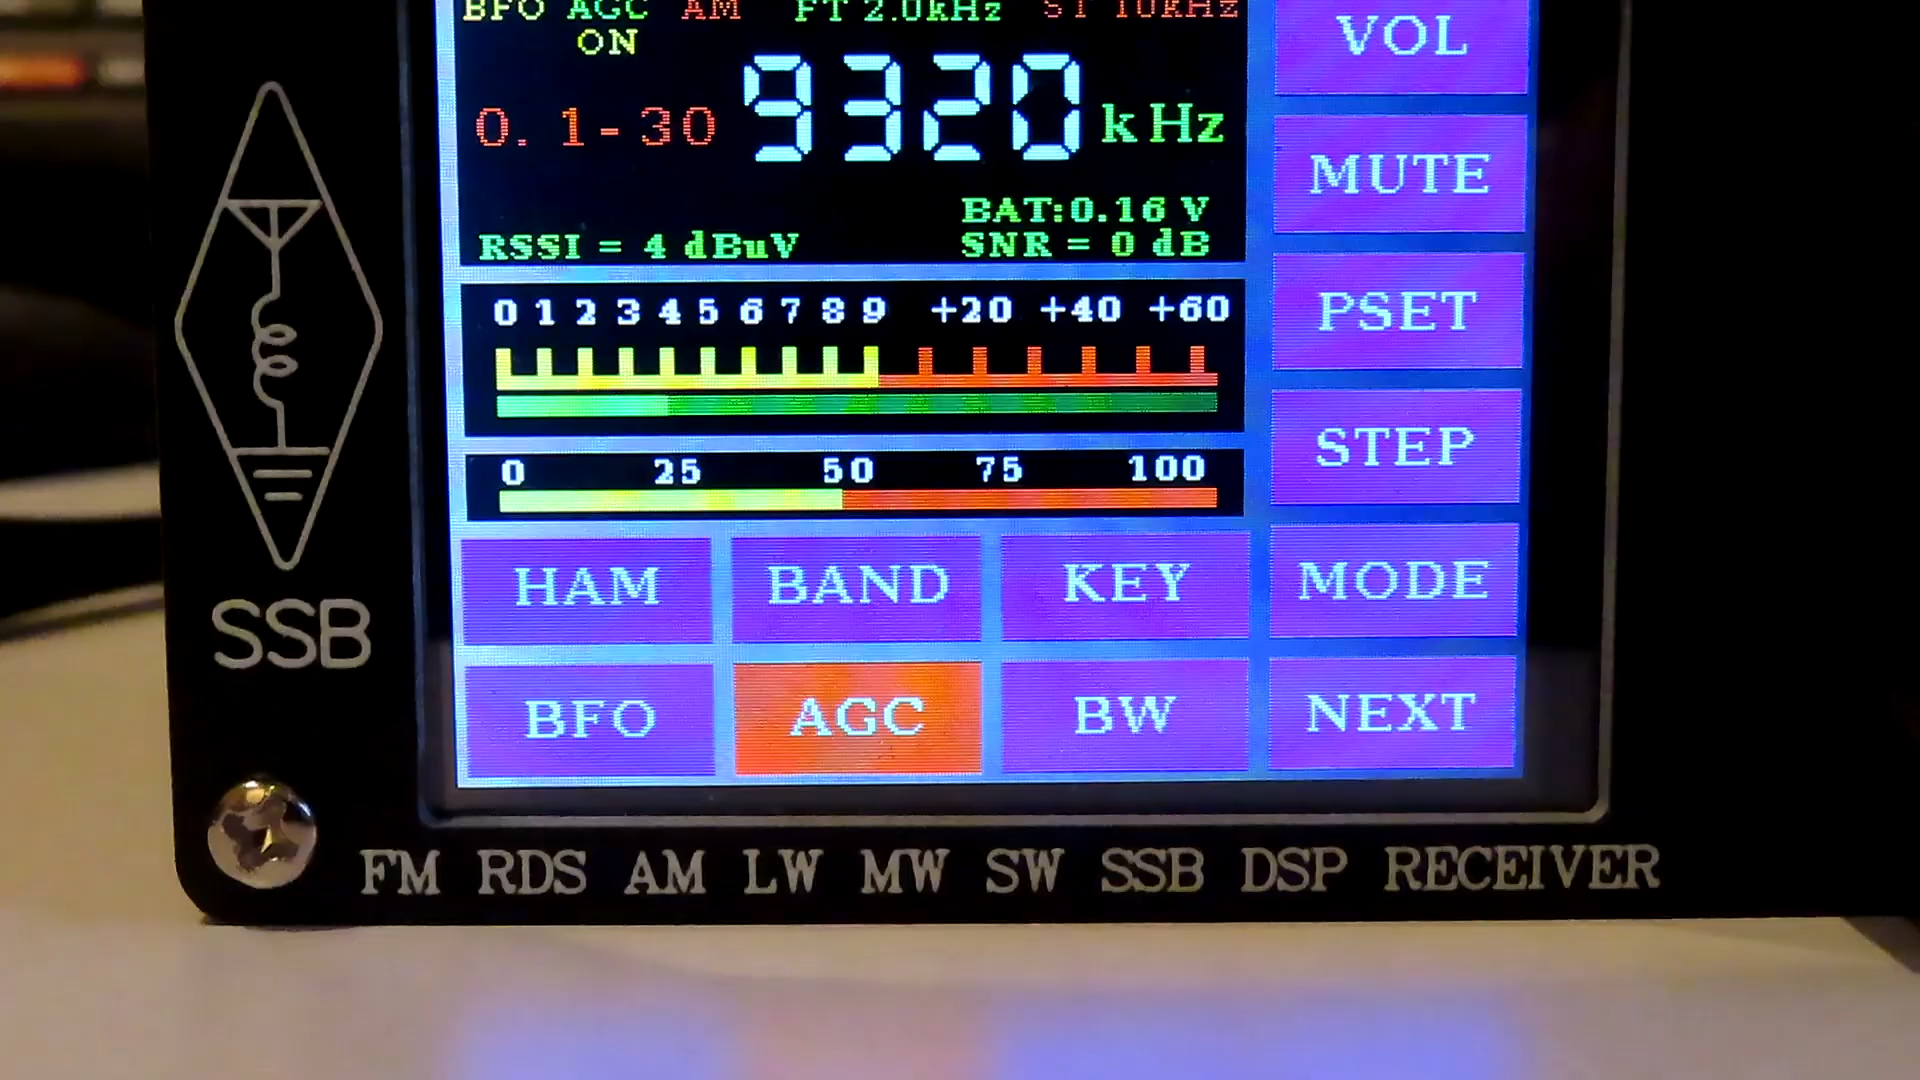 BFO AGC AM FT 2.0kHz ST 10kHz
ON
0.1-30 9320 kHz
BAT:0.16 V
RSSI = 4 dBuV SNR = 0 dB
0 1 2 3 4 5 6 7 8 9 +20 +40 +60
0 25 50 75 100
VOL
MUTE
PSET
STEP
HAM BAND KEY MODE
BFO AGC BW NEXT
SSB
FM RDS AM LW MW SW SSB DSP RECEIVER